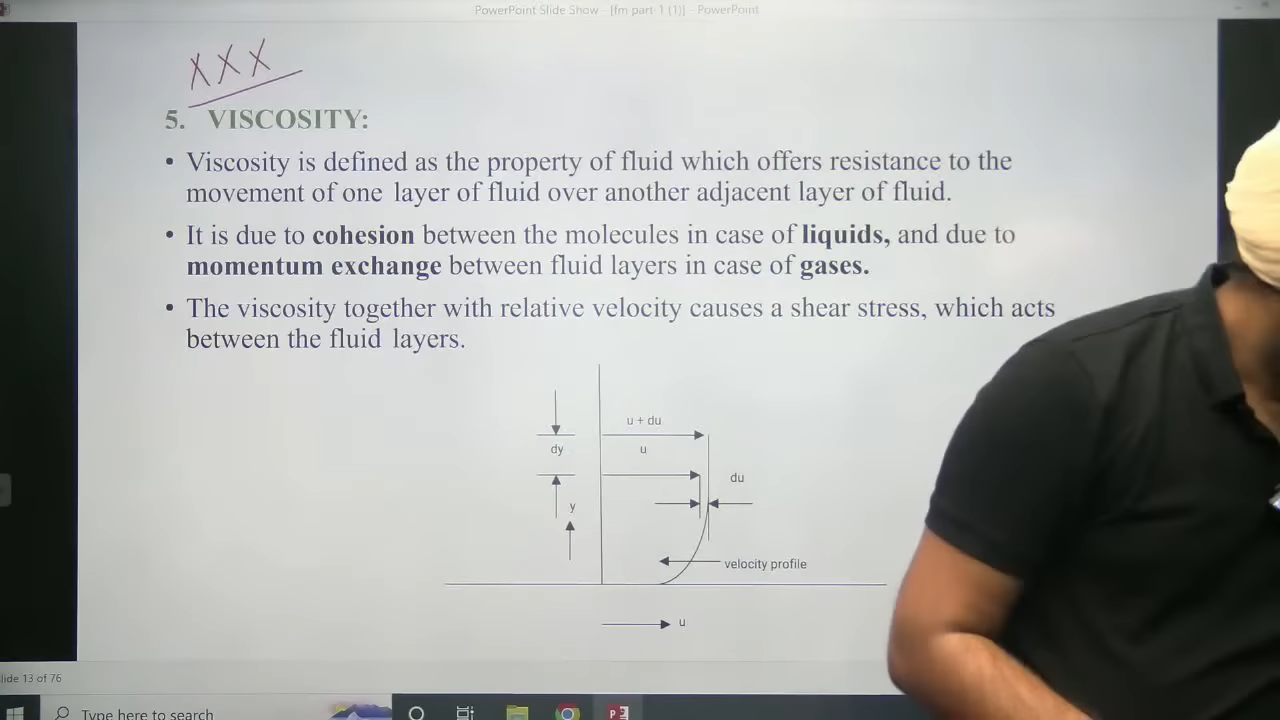 PowerPoint Slide Show - [fm part 1 (1)] - PowerPoint
XXX
5. VISCOSITY:
• Viscosity is defined as the property of fluid which offers resistance to the
movement of one layer of fluid over another adjacent layer of fluid.
• It is due to cohesion between the molecules in case of liquids, and due to
momentum exchange between fluid layers in case of gases.
• The viscosity together with relative velocity causes a shear stress, which acts
between the fluid layers.
u + du
dy
u
du
y
velocity profile
u
lide 13 of 76
Type here to search